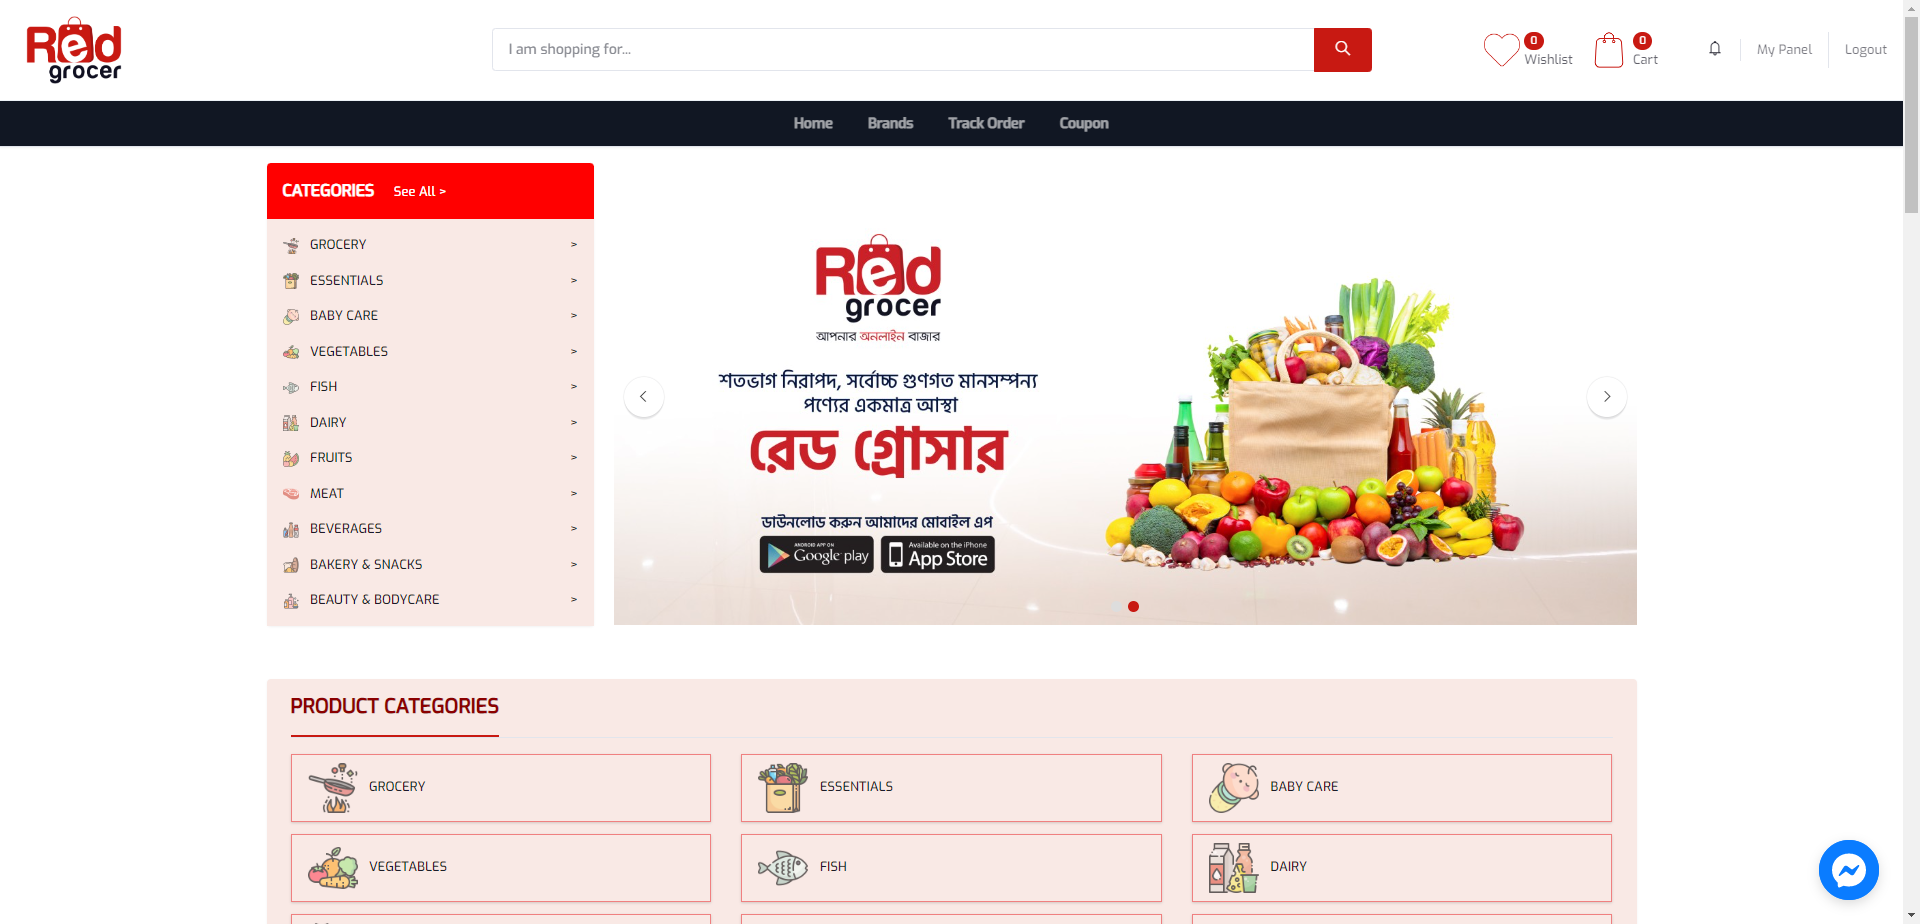 Red
grocer
I am shopping for...
0
Wishlist
0
Cart
My Panel
Logout
Home
Brands
Track Order
Coupon
CATEGORIES
See All >
GROCERY >
ESSENTIALS >
BABY CARE >
VEGETABLES >
FISH >
DAIRY >
FRUITS >
MEAT >
BEVERAGES >
BAKERY & SNACKS >
BEAUTY & BODYCARE >
Red
grocer
আপনার অনলাইন বাজার
শতভাগ নিরাপদ, সর্বোচ্চ গুণগত মানসম্পন্য
পণ্যের একমাত্র আস্থা
রেড গ্রোসার
ডাউনলোড করুন আমাদের মোবাইল এপ
ANDROID APP ON
Google play
Available on the iPhone
App Store
PRODUCT CATEGORIES
GROCERY
ESSENTIALS
BABY CARE
VEGETABLES
FISH
DAIRY